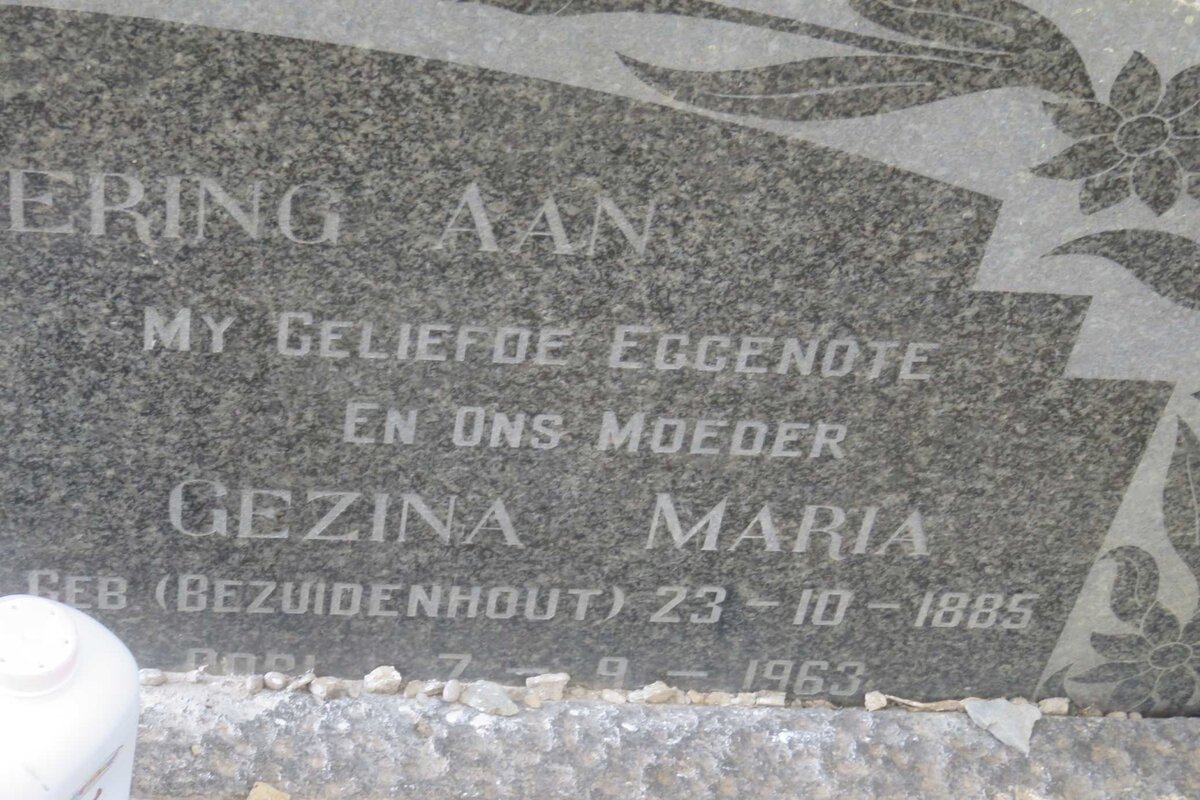 ERING AAN
MY GELIEFDE EGGENOTE
EN ONS MOEDER
GEZINA MARIA
GEB. (BEZUIDENHOUT) 23-10-1885
7-9-1963